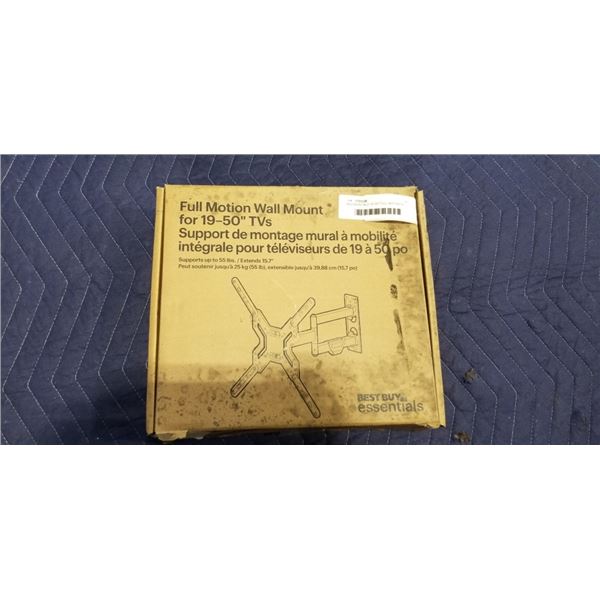 Full Motion Wall Mount
for 19–50" TVs
Support de montage mural à mobilité
intégrale pour téléviseurs de 19 à 50 po
Supports up to 55 lbs. / Extends 15.7"
Peut soutenir jusqu'à 25 kg (55 lb), extensible jusqu'à 39,88 cm (15.7 po)
BEST BUY
essentials